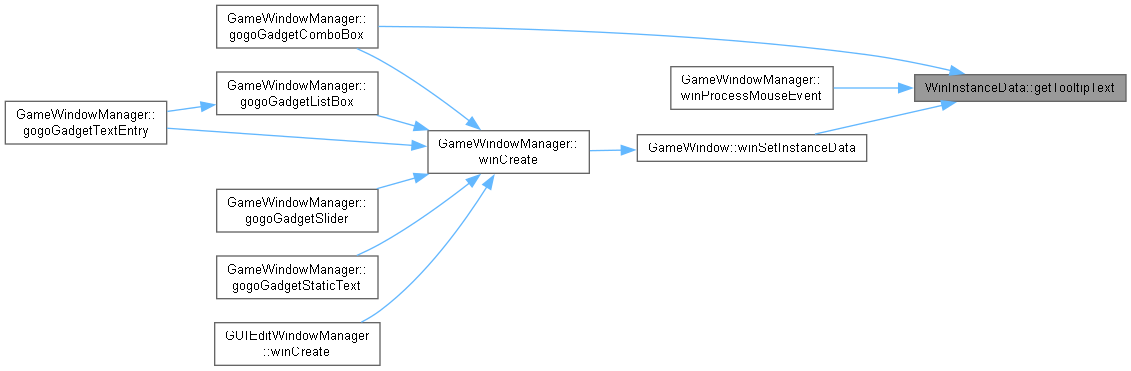 GameWindowManager::
gogoGadgetComboBox
GameWindowManager::
winProcessMouseEvent
WinInstanceData::getTooltipText
GameWindowManager::
gogoGadgetListBox
GameWindowManager::
gogoGadgetTextEntry
GameWindowManager::
winCreate
GameWindow::winSetInstanceData
GameWindowManager::
gogoGadgetSlider
GameWindowManager::
gogoGadgetStaticText
GUIEditWindowManager
::winCreate